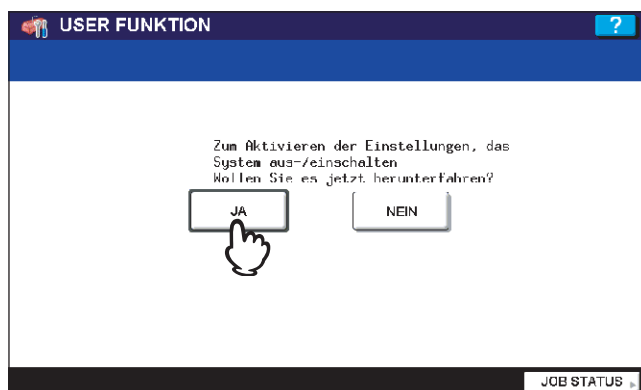 USER FUNKTION
?
Zum Aktivieren der Einstellungen, das
System aus-/einschalten
Wollen Sie es jetzt herunterfahren?
JA
NEIN
JOB STATUS